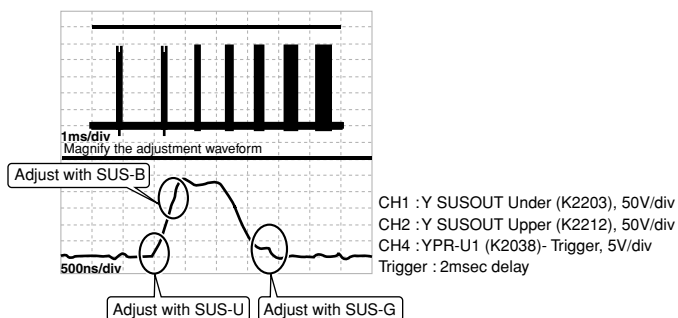 1ms/div
Magnify the adjustment waveform
Adjust with SUS-B
CH1 : Y SUSOUT Under (K2203), 50V/div
CH2 : Y SUSOUT Upper (K2212), 50V/div
CH4 : YPR-U1 (K2038)- Trigger, 5V/div
Trigger : 2msec delay
500ns/div
Adjust with SUS-U
Adjust with SUS-G